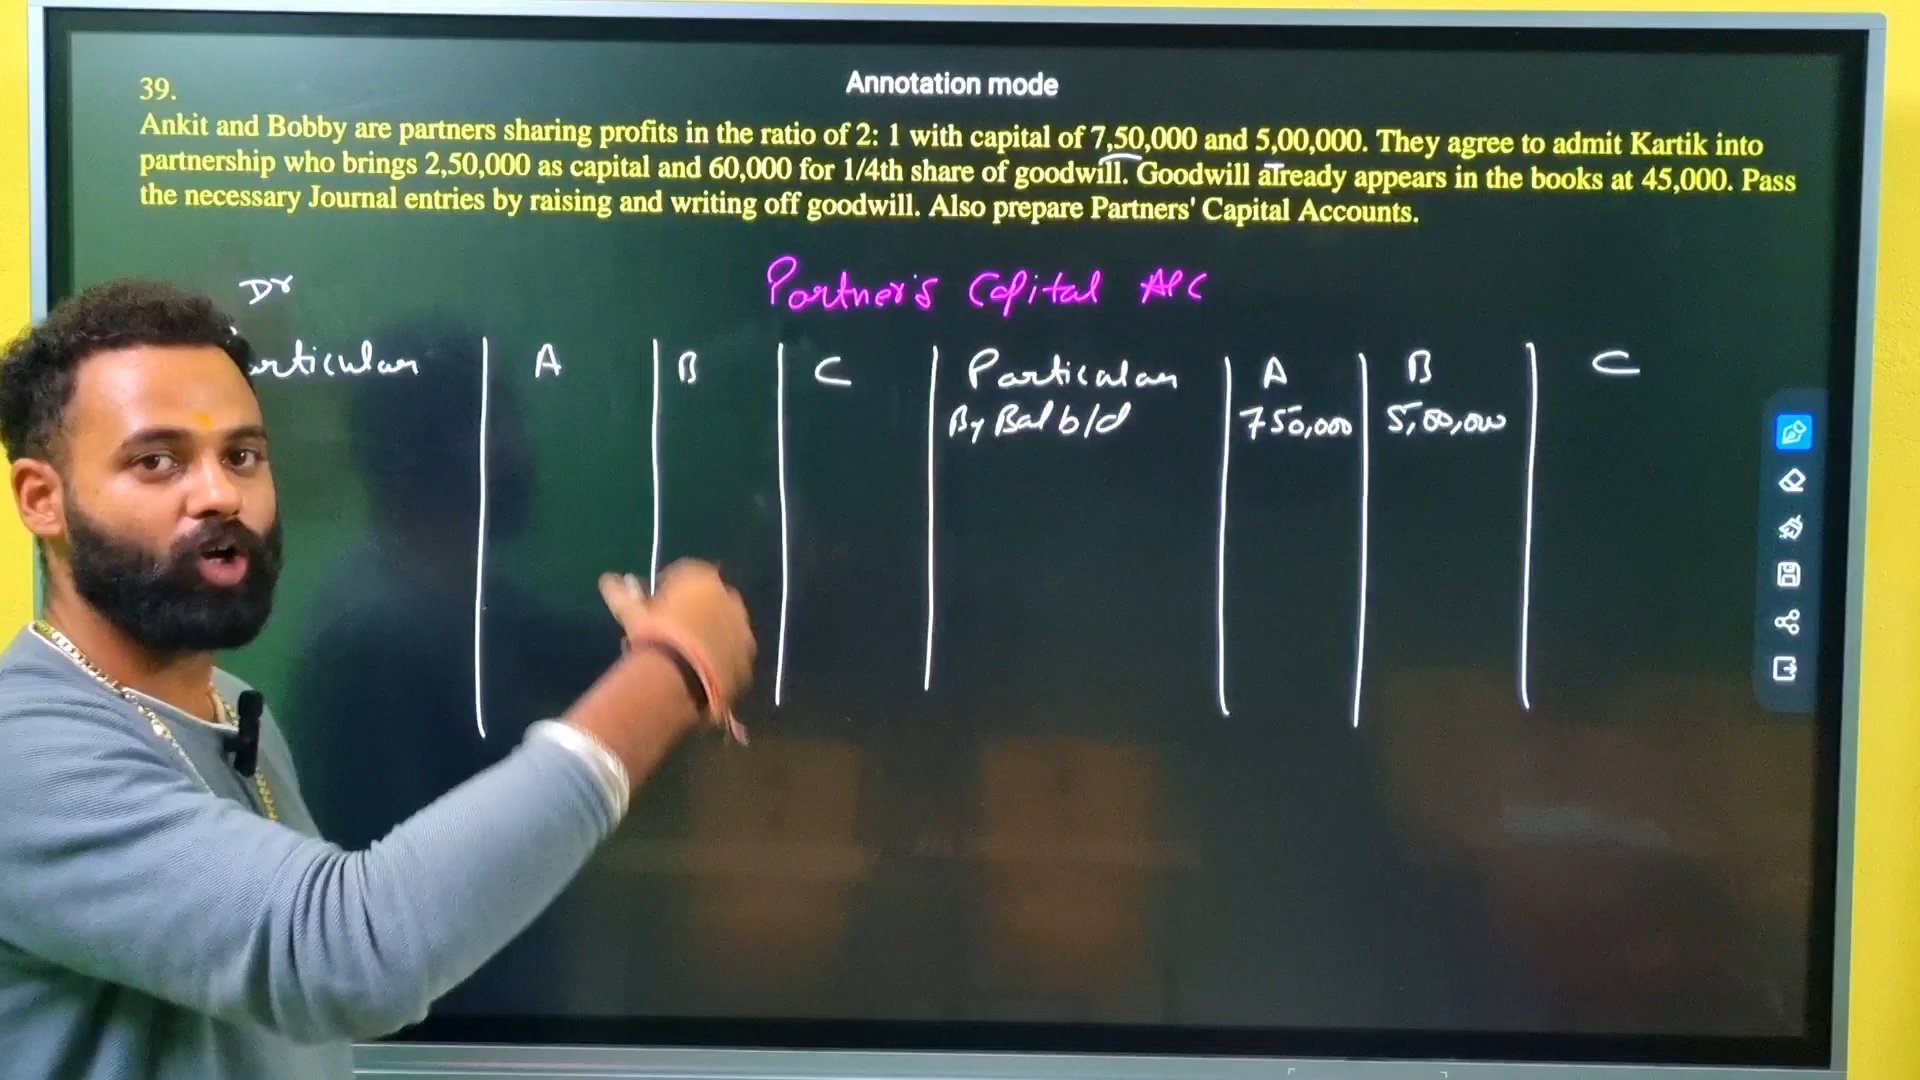 Annotation mode
39.
Ankit and Bobby are partners sharing profits in the ratio of 2: 1 with capital of 7,50,000 and 5,00,000. They agree to admit Kartik into
partnership who brings 2,50,000 as capital and 60,000 for 1/4th share of goodwill. Goodwill already appears in the books at 45,000. Pass
the necessary Journal entries by raising and writing off goodwill. Also prepare Partners' Capital Accounts.
Dr
Partner's Capital A/C
A B C Particular A B C
By Bal b/d 750,000 5,00,000